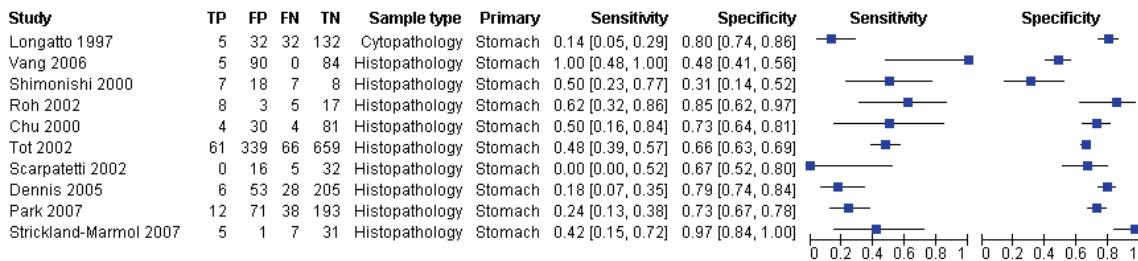 Study TP FP FN TN Sample type Primary Sensitivity Specificity Sensitivity Specificity
Longatto 1997 5 32 32 132 Cytopathology Stomach 0.14 [0.05, 0.29] 0.80 [0.74, 0.86]
Vang 2006 5 90 0 84 Histopathology Stomach 1.00 [0.48, 1.00] 0.48 [0.41, 0.56]
Shimonishi 2000 7 18 7 8 Histopathology Stomach 0.50 [0.23, 0.77] 0.31 [0.14, 0.52]
Roh 2002 8 3 5 17 Histopathology Stomach 0.62 [0.32, 0.86] 0.85 [0.62, 0.97]
Chu 2000 4 30 4 81 Histopathology Stomach 0.50 [0.16, 0.84] 0.73 [0.64, 0.81]
Tot 2002 61 339 66 659 Histopathology Stomach 0.48 [0.39, 0.57] 0.66 [0.63, 0.69]
Scarpatetti 2002 0 16 5 32 Histopathology Stomach 0.00 [0.00, 0.52] 0.67 [0.52, 0.80]
Dennis 2005 6 53 28 205 Histopathology Stomach 0.18 [0.07, 0.35] 0.79 [0.74, 0.84]
Park 2007 12 71 38 193 Histopathology Stomach 0.24 [0.13, 0.38] 0.73 [0.67, 0.78]
Strickland-Marmol 2007 5 1 7 31 Histopathology Stomach 0.42 [0.15, 0.72] 0.97 [0.84, 1.00]
0 0.2 0.4 0.6 0.8 1 0 0.2 0.4 0.6 0.8 1